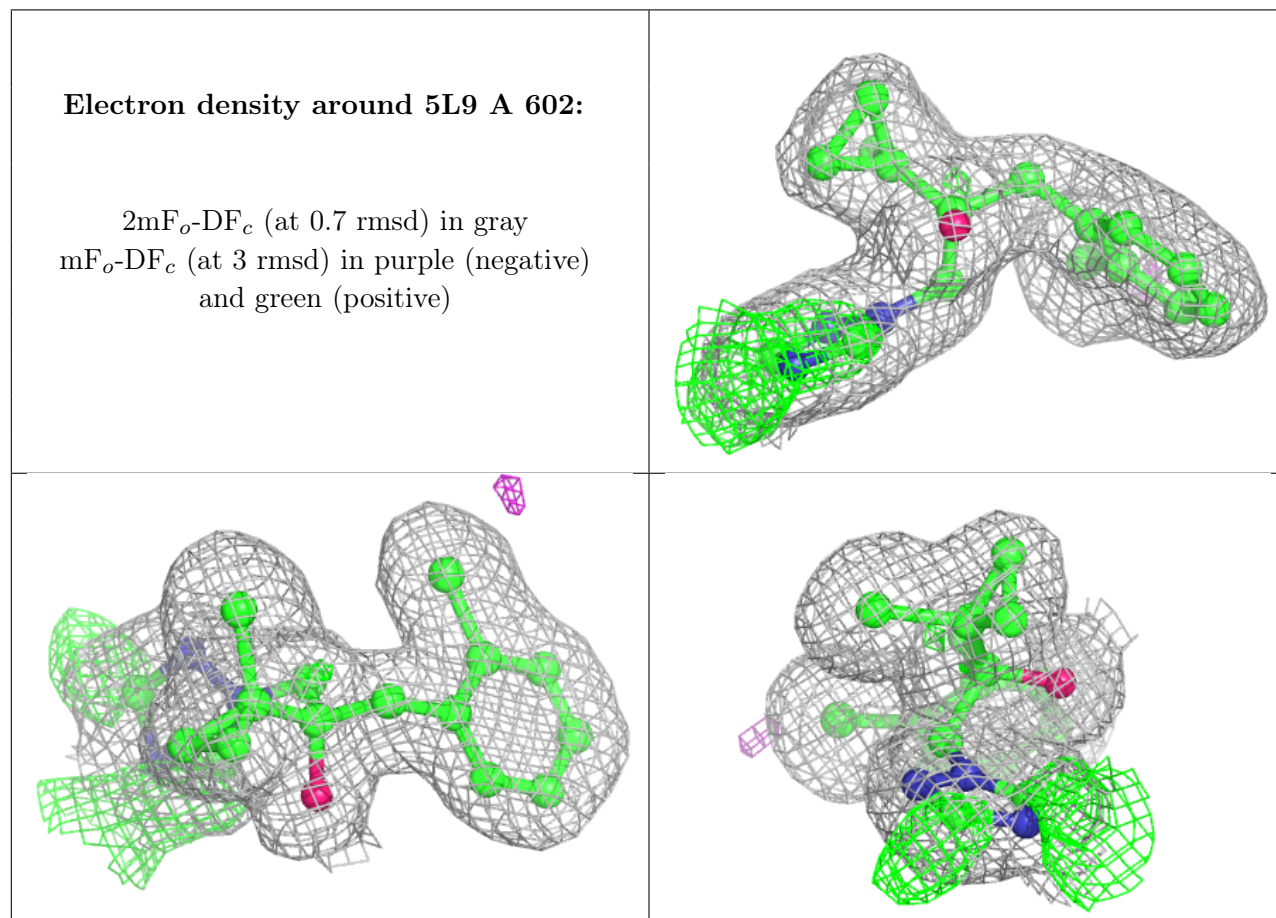 Electron density around 5L9 A 602:
2mFₒ-DF𝒸 (at 0.7 rmsd) in gray
mFₒ-DF𝒸 (at 3 rmsd) in purple (negative)
and green (positive)